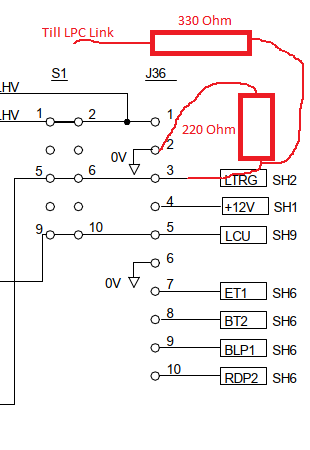 330 Ohm
Till LPC Link
S1 J36
LHV
LHV 1 2 1
220 Ohm
2
0V
5 6 3 LTRG SH2
4 +12V SH1
9 10 5 LCU SH9
6
0V
7 ET1 SH6
8 BT2 SH6
9 BLP1 SH6
10 RDP2 SH6